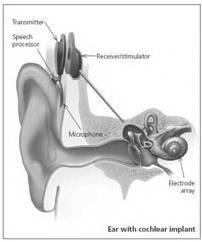 Transmitter
Speech
processor
Receiver/stimulator
Microphone
Electrode
array
Ear with cochlear implant